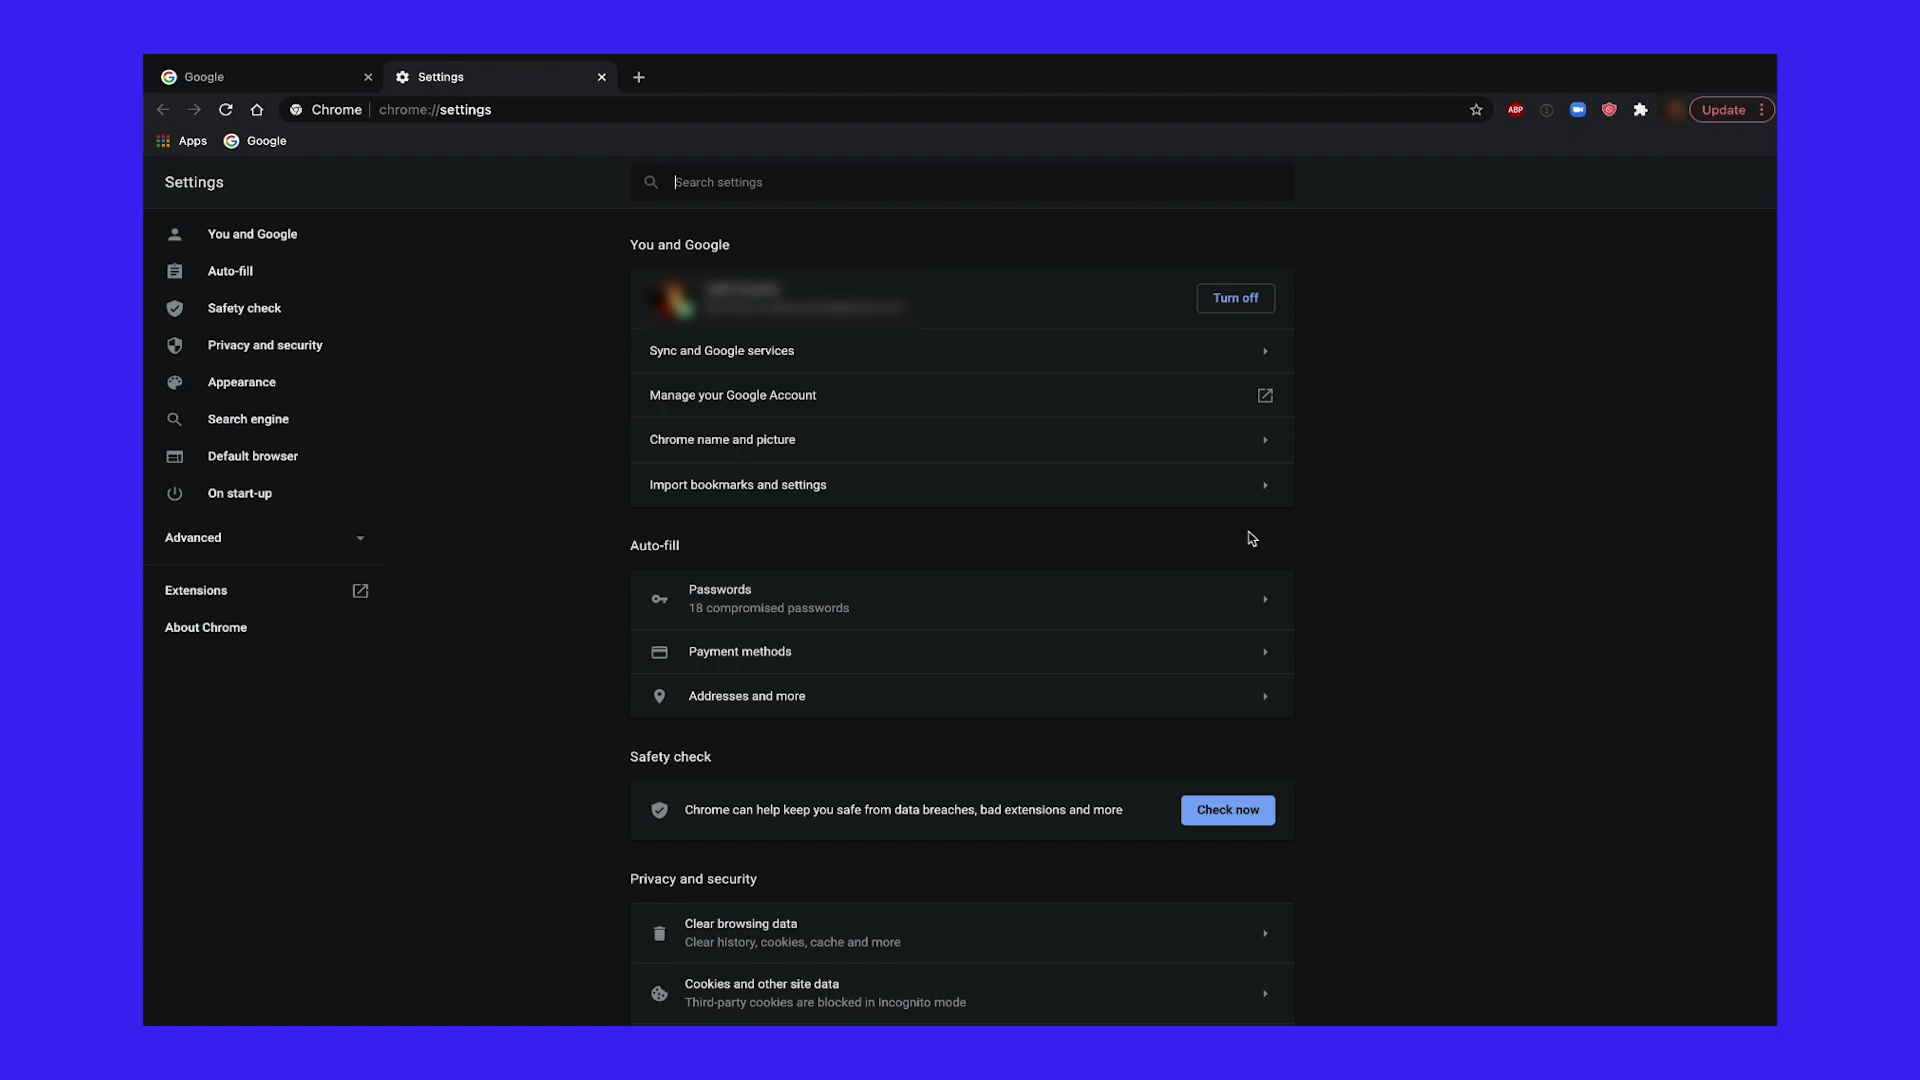 Google
Settings
Chrome
chrome://settings
ABP
Update
Apps
Google
Settings
Search settings
You and Google
Auto-fill
Safety check
Privacy and security
Appearance
Search engine
Default browser
On start-up
Advanced
Extensions
About Chrome
You and Google
Turn off
Sync and Google services
Manage your Google Account
Chrome name and picture
Import bookmarks and settings
Auto-fill
Passwords
18 compromised passwords
Payment methods
Addresses and more
Safety check
Chrome can help keep you safe from data breaches, bad extensions and more
Check now
Privacy and security
Clear browsing data
Clear history, cookies, cache and more
Cookies and other site data
Third-party cookies are blocked in Incognito mode